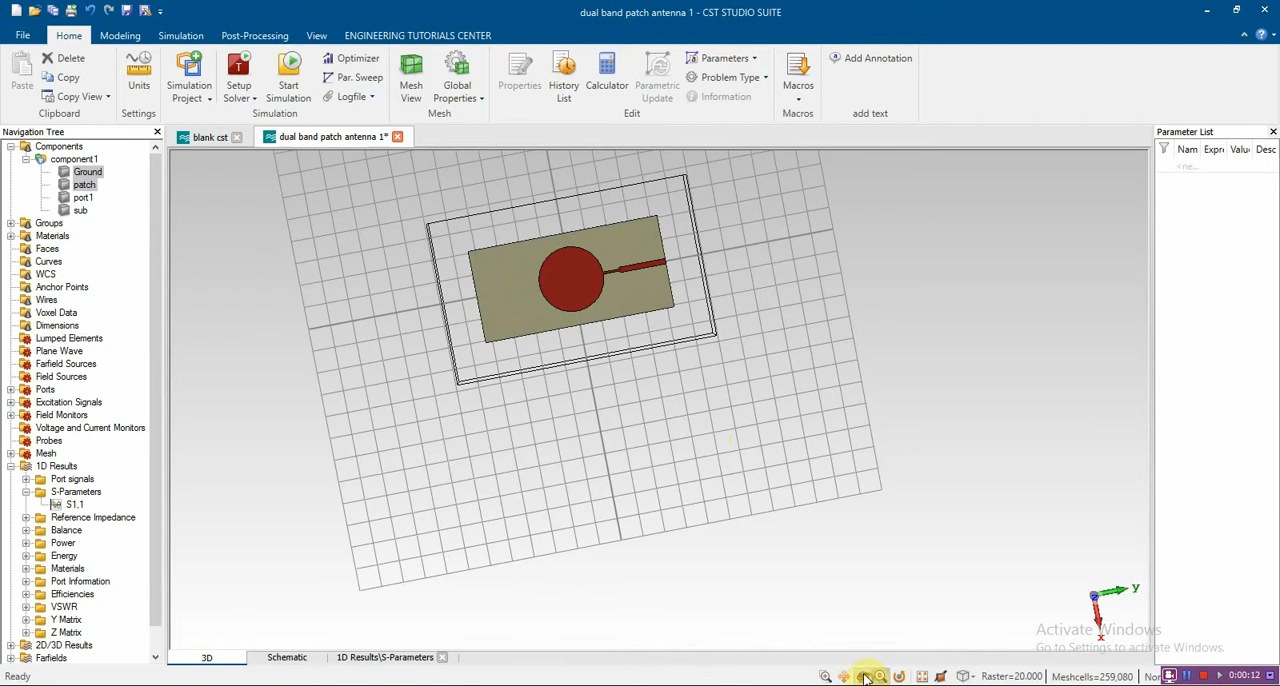 dual band patch antenna 1 - CST STUDIO SUITE
File Home Modeling Simulation Post-Processing View ENGINEERING TUTORIALS CENTER
Paste
Delete
Copy
Copy View
Clipboard
Units
Settings
Simulation Project
Setup Solver
Start Simulation
Optimizer
Par. Sweep
Logfile
Simulation
Mesh View
Global Properties
Mesh
Properties
History List
Calculator
Parametric Update
Parameters
Problem Type
Information
Edit
Macros
Macros
Add Annotation
add text
Navigation Tree
Components
component1
Ground
patch
port1
sub
Groups
Materials
Faces
Curves
WCS
Anchor Points
Wires
Voxel Data
Dimensions
Lumped Elements
Plane Wave
Farfield Sources
Field Sources
Ports
Excitation Signals
Field Monitors
Voltage and Current Monitors
Probes
Mesh
1D Results
Port signals
S-Parameters
S1,1
Reference Impedance
Balance
Power
Energy
Materials
Port Information
Efficiencies
VSWR
Y Matrix
Z Matrix
2D/3D Results
Farfields
blank cst
dual band patch antenna 1*
Parameter List
Nam Expr Valu Desc
<ne...
y
x
Activate Windows
Go to Settings to activate Windows.
3D Schematic 1D Results\S-Parameters
Ready
Raster=20.000 Meshcells=259,080 Nor
0:00:12